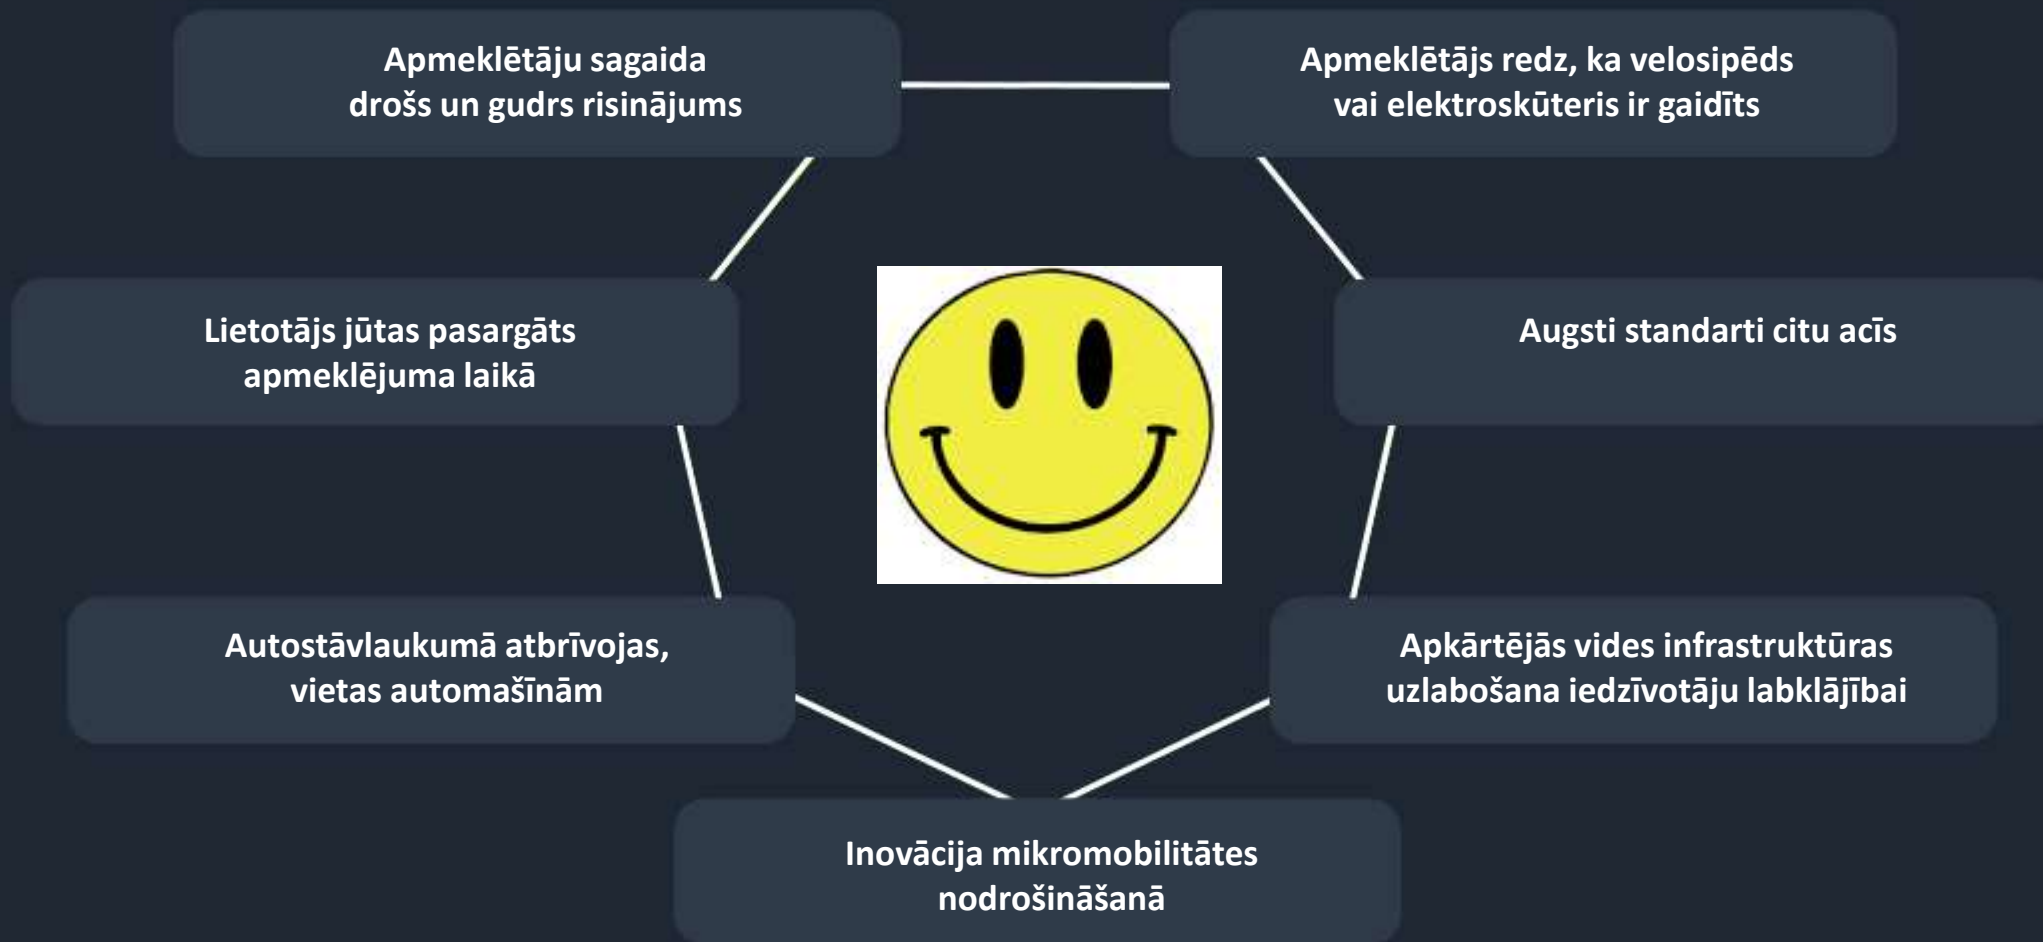 Apmeklētāju sagaida
drošs un gudrs risinājums
Apmeklētājs redz, ka velosipēds
vai elektroskūteris ir gaidīts
Lietotājs jūtas pasargāts
apmeklējuma laikā
Augsti standarti citu acīs
Autostāvlaukumā atbrīvojas,
vietas automašīnām
Apkārtējās vides infrastruktūras
uzlabošana iedzīvotāju labklājībai
Inovācija mikromobilitātes
nodrošināšanā